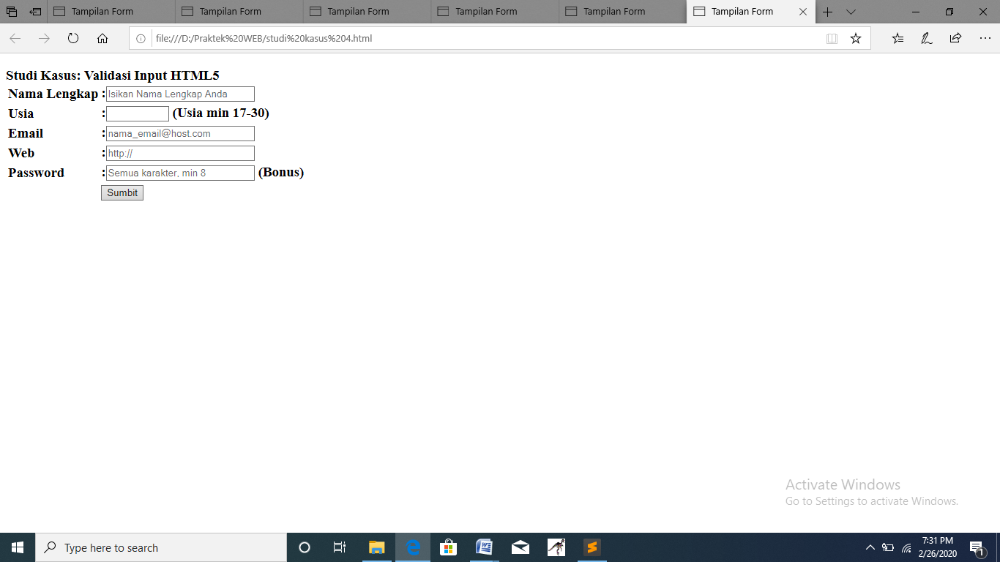 Tampilan Form Tampilan Form Tampilan Form Tampilan Form Tampilan Form Tampilan Form
file:///D:/Praktek%20WEB/studi%20kasus%204.html
Studi Kasus: Validasi Input HTML5
Nama Lengkap : Isikan Nama Lengkap Anda
Usia : (Usia min 17-30)
Email : nama_email@host.com
Web : http://
Password : Semua karakter, min 8 (Bonus)
Sumbit
Activate Windows
Go to Settings to activate Windows.
Type here to search
7:31 PM
2/26/2020
1